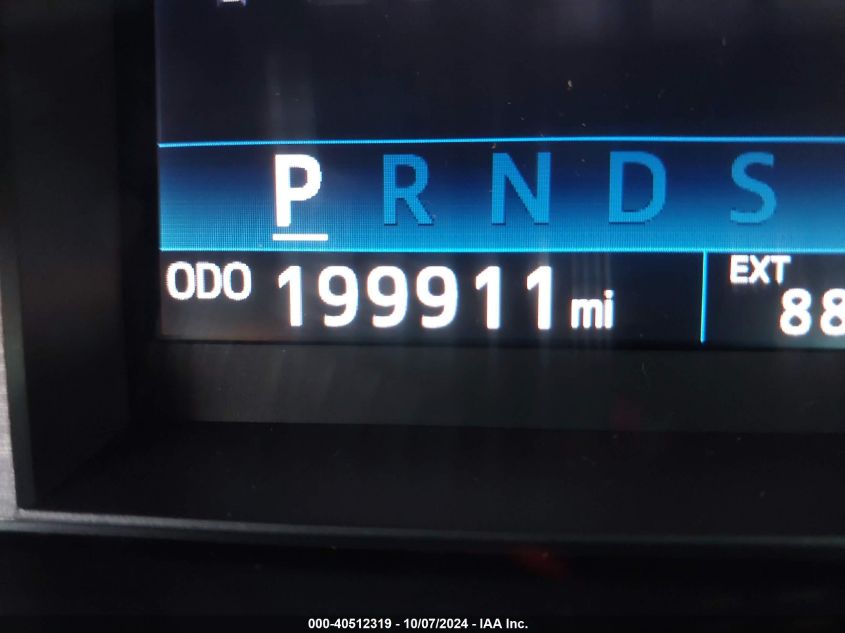 P R N D S
ODO 199911 mi
EXT
88
000-40512319 - 10/07/2024 - IAA Inc.